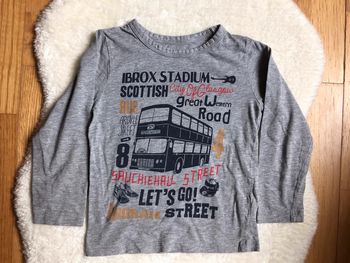 IBROX STADIUM
SCOTTISH City Of Glasgow
great Western
Road
8
SAUCHIEHALL STREET
LET'S GO!
STREET